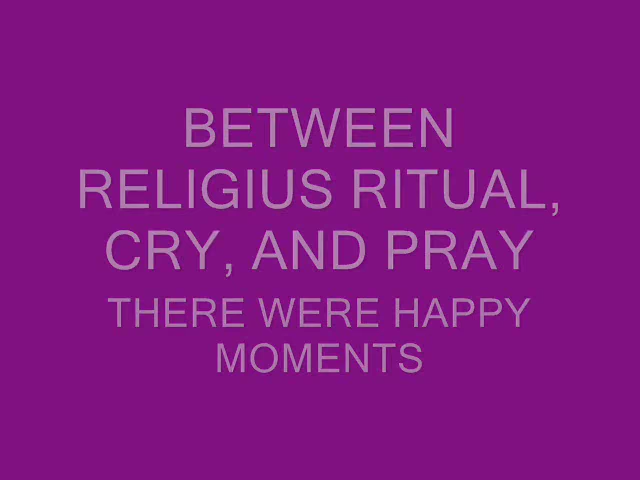 BETWEEN
RELIGIUS RITUAL,
CRY, AND PRAY
THERE WERE HAPPY
MOMENTS